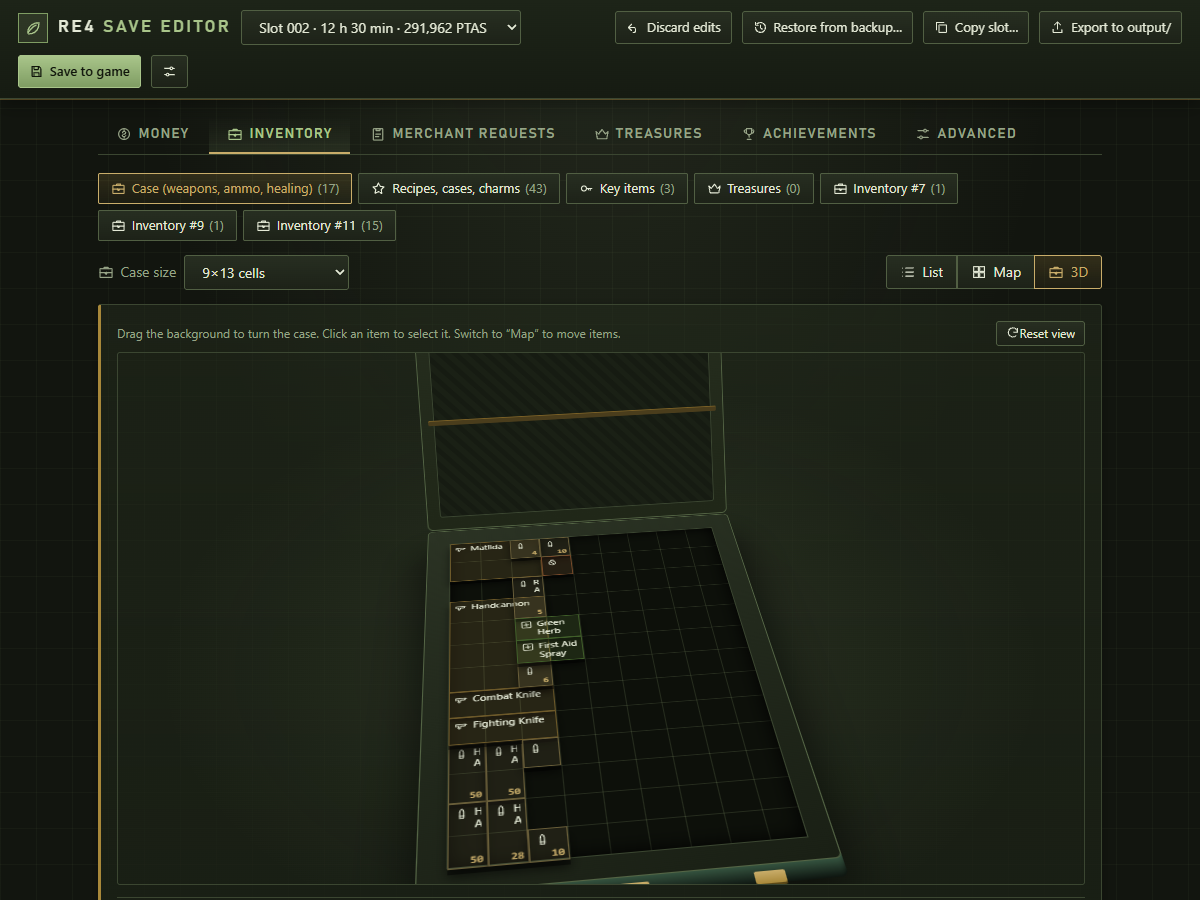 RE4 SAVE EDITOR
Slot 002 · 12 h 30 min · 291,962 PTAS
Discard edits
Restore from backup...
Copy slot...
Export to output/
Save to game
MONEY
INVENTORY
MERCHANT REQUESTS
TREASURES
ACHIEVEMENTS
ADVANCED
Case (weapons, ammo, healing) (17)
Recipes, cases, charms (43)
Key items (3)
Treasures (0)
Inventory #7 (1)
Inventory #9 (1)
Inventory #11 (15)
Case size
9×13 cells
List
Map
3D
Drag the background to turn the case. Click an item to select it. Switch to “Map” to move items.
Reset view
Matilda
4
10
R
A
Handcannon
5
Green
Herb
First Aid
Spray
6
Combat Knife
Fighting Knife
H
A
50
H
A
50
H
A
50
H
A
28
10